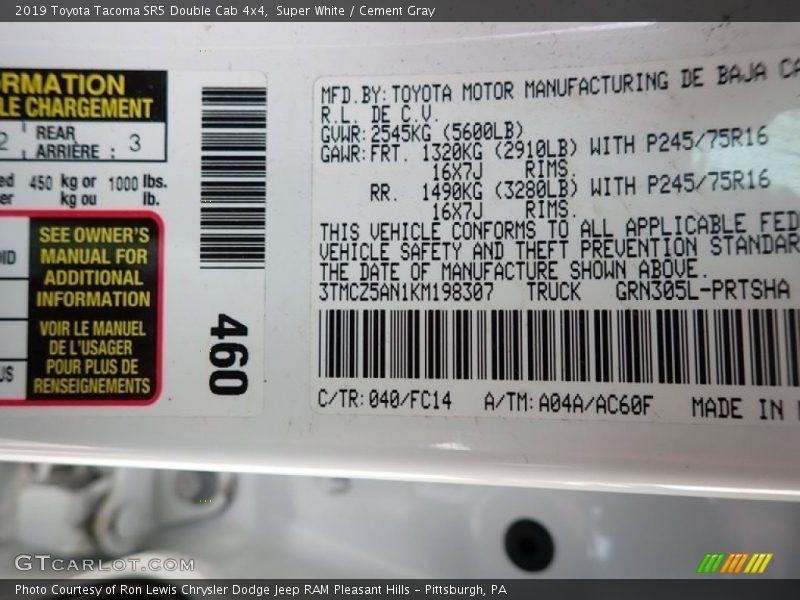 2019 Toyota Tacoma SR5 Double Cab 4x4,  Super White / Cement Gray
RMATION
LE CHARGEMENT
2 REAR ARRIÈRE : 3
450 kg or 1000 lbs.
kg ou lb.
SEE OWNER'S
MANUAL FOR
ADDITIONAL
INFORMATION
VOIR LE MANUEL
DE L'USAGER
POUR PLUS DE
RENSEIGNEMENTS
460
MFD.BY:TOYOTA MOTOR MANUFACTURING DE BAJA CA
R.L. DE C.V.
GVWR:2545KG (5600LB)
GAWR:FRT. 1320KG (2910LB) WITH P245/75R16
16X7J RIMS.
RR. 1490KG (3280LB) WITH P245/75R16
16X7J RIMS.
THIS VEHICLE CONFORMS TO ALL APPLICABLE FED
VEHICLE SAFETY AND THEFT PREVENTION STANDAR
THE DATE OF MANUFACTURE SHOWN ABOVE.
3TMCZ5AN1KM198307 TRUCK GRN305L-PRTSHA
C/TR:040/FC14 A/TM:A04A/AC60F MADE IN
GTCARLOT.COM
Photo Courtesy of Ron Lewis Chrysler Dodge Jeep RAM Pleasant Hills – Pittsburgh, PA